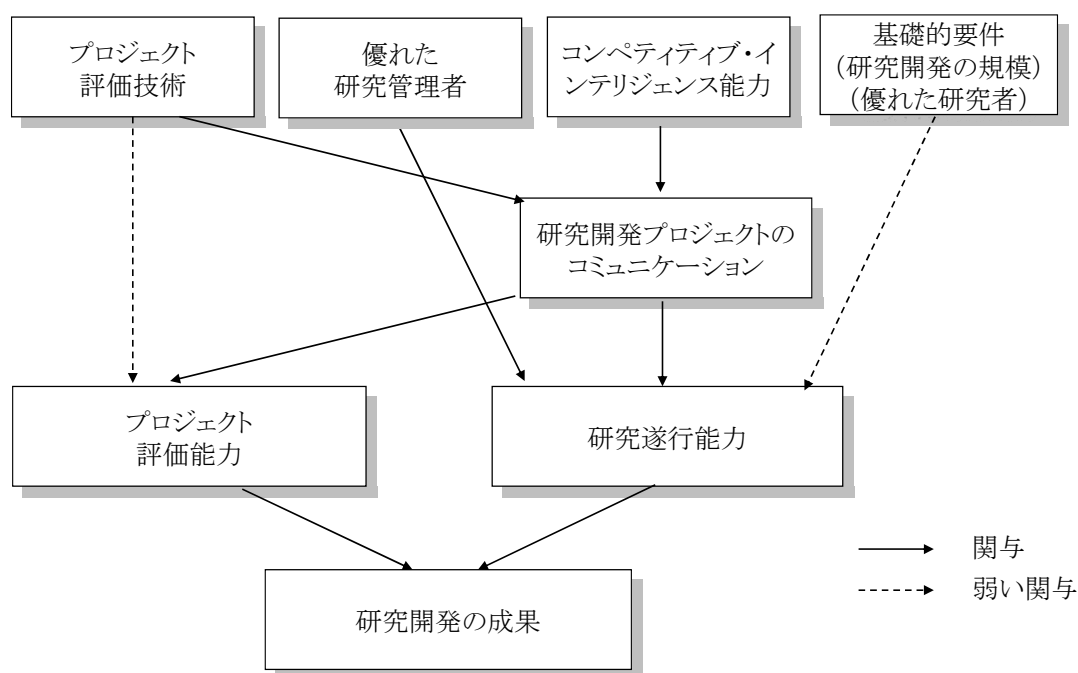 プロジェクト
評価技術
優れた
研究管理者
コンペティティブ・イ
ンテリジェンス能力
基礎的要件
(研究開発の規模)
(優れた研究者)
研究開発プロジェクトの
コミュニケーション
プロジェクト
評価能力
研究遂行能力
研究開発の成果
関与
弱い関与